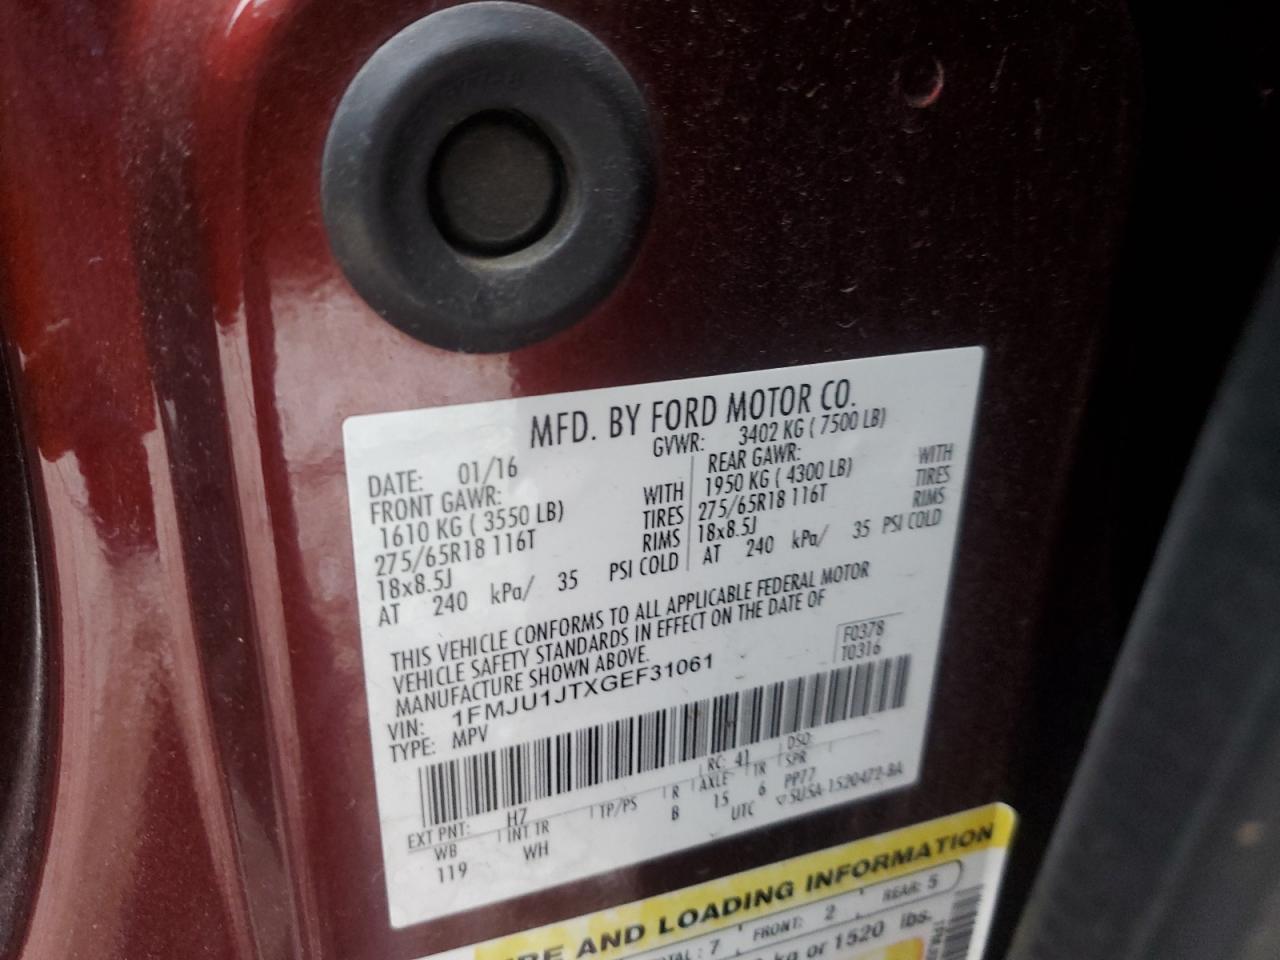 MFD. BY FORD MOTOR CO.
DATE: 01/16 GVWR: 3402 KG ( 7500 LB)
FRONT GAWR: REAR GAWR:
1610 KG ( 3550 LB) WITH 1950 KG ( 4300 LB) WITH
275/65R18 116T TIRES 275/65R18 116T TIRES
18x8.5J RIMS 18x8.5J RIMS
AT 240 kPa/ 35 PSI COLD AT 240 kPa/ 35 PSI COLD
THIS VEHICLE CONFORMS TO ALL APPLICABLE FEDERAL MOTOR
VEHICLE SAFETY STANDARDS IN EFFECT ON THE DATE OF
MANUFACTURE SHOWN ABOVE.
F0378
T0316
VIN: 1FMJU1JTXGEF31061
TYPE: MPV
EXT PNT: H7 RC: 41 DSO:
WB INT TR TP/PS R AXLE TR SPR
119 WH B 15 6 PP77
UTC SUSA-1520472-BA
AND LOADING INFORMATION
: 7 FRONT: 2 REAR: 5
kg or 1520 lbs.